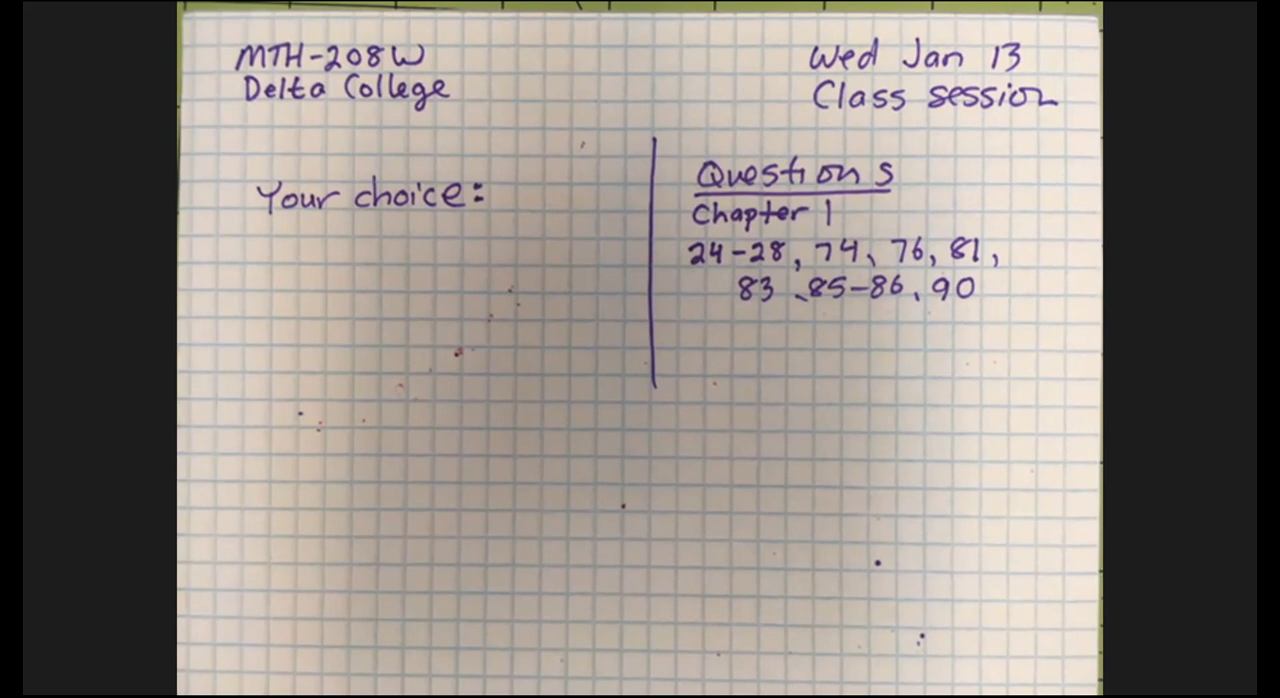 MTH-208W
Delta College
Wed Jan 13
Class session
Your choice:
Questions
Chapter 1
24-28, 74, 76, 81,
83, 85-86, 90